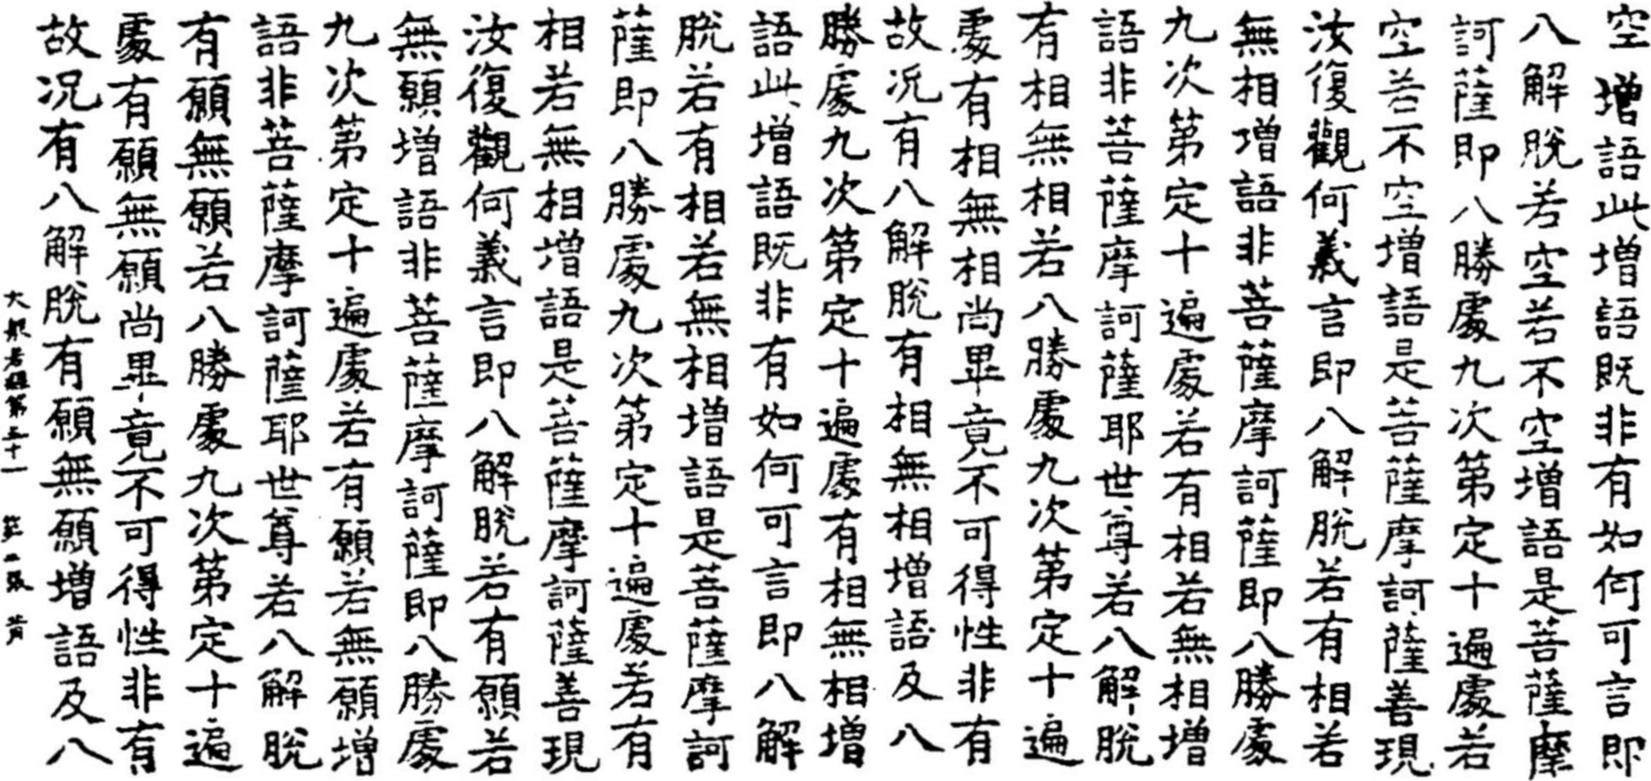 空增語此增語既非有如何可言即
八解脫若空若不空增語是菩薩摩
訶薩即八勝處九次第定十遍處若
空若不空增語是菩薩摩訶薩善現
汝復觀何義言即八解脫若有相若
無相增語非菩薩摩訶薩即八勝處
九次第定十遍處若有相若無相增
語非菩薩摩訶薩耶世尊若八解脫
有相無相若八勝處九次第定十遍
處有相無相尚畢竟不可得性非有
故况有八解脫有相無相增語及八
勝處九次第定十遍處有相無相增
語此增語既非有如何可言即八解
脫若有相若無相增語是菩薩摩訶
薩即八勝處九次第定十遍處若有
相若無相增語是菩薩摩訶薩善現
汝復觀何義言即八解脫若有願若
無願增語非菩薩摩訶薩即八勝處
九次第定十遍處若有願若無願增
語非菩薩摩訶薩耶世尊若八解脫
有願無願若八勝處九次第定十遍
處有願無願尚畢竟不可得性非有
故况有八解脫有願無願增語及八
大般若經第三十一 第二張